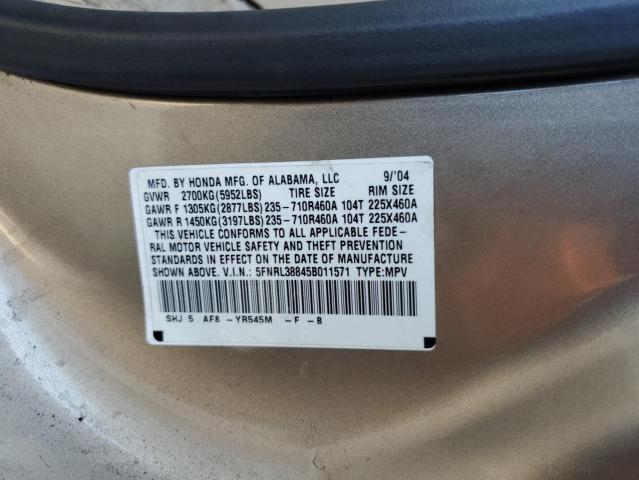 MFD. BY HONDA MFG. OF ALABAMA, LLC 9/'04
GVWR 2700KG(5952LBS) TIRE SIZE RIM SIZE
GAWR F 1305KG(2877LBS)235-710R460A 104T 225X460A
GAWR R 1450KG(3197LBS)235-710R460A 104T 225X460A
THIS VEHICLE CONFORMS TO ALL APPLICABLE FEDE-
RAL MOTOR VEHICLE SAFETY AND THEFT PREVENTION
STANDARDS IN EFFECT ON THE DATE OF MANUFACTURE
SHOWN ABOVE. V.I.N.: 5FNRL38845B011571 TYPE:MPV
SHJ 5 AF8 -YR545M -F -B